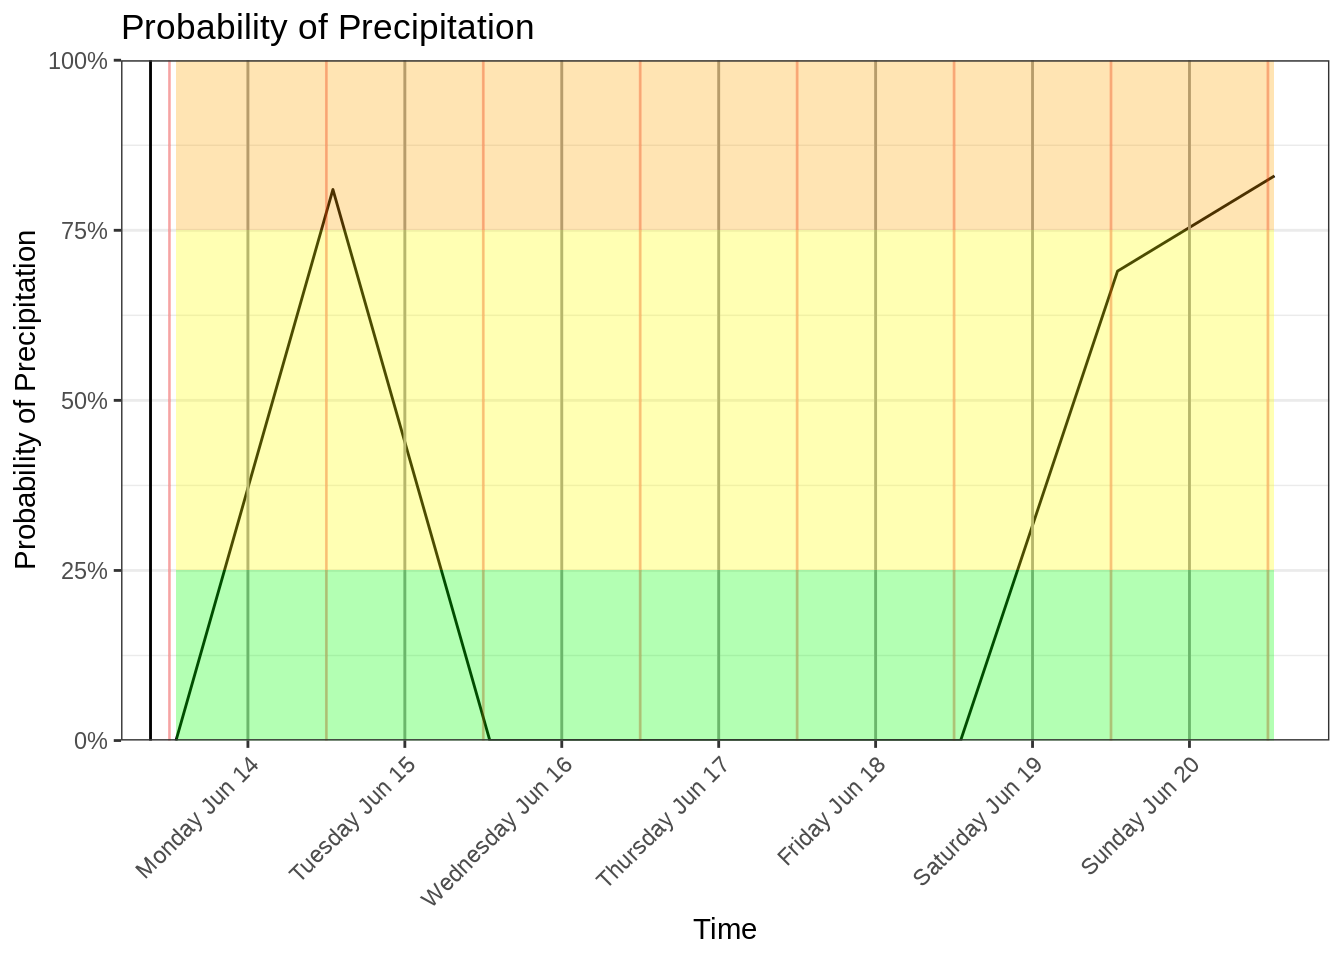 Probability of Precipitation
Probability of Precipitation
100%
75%
50%
25%
0%
Monday Jun 14
Tuesday Jun 15
Wednesday Jun 16
Thursday Jun 17
Friday Jun 18
Saturday Jun 19
Sunday Jun 20
Time